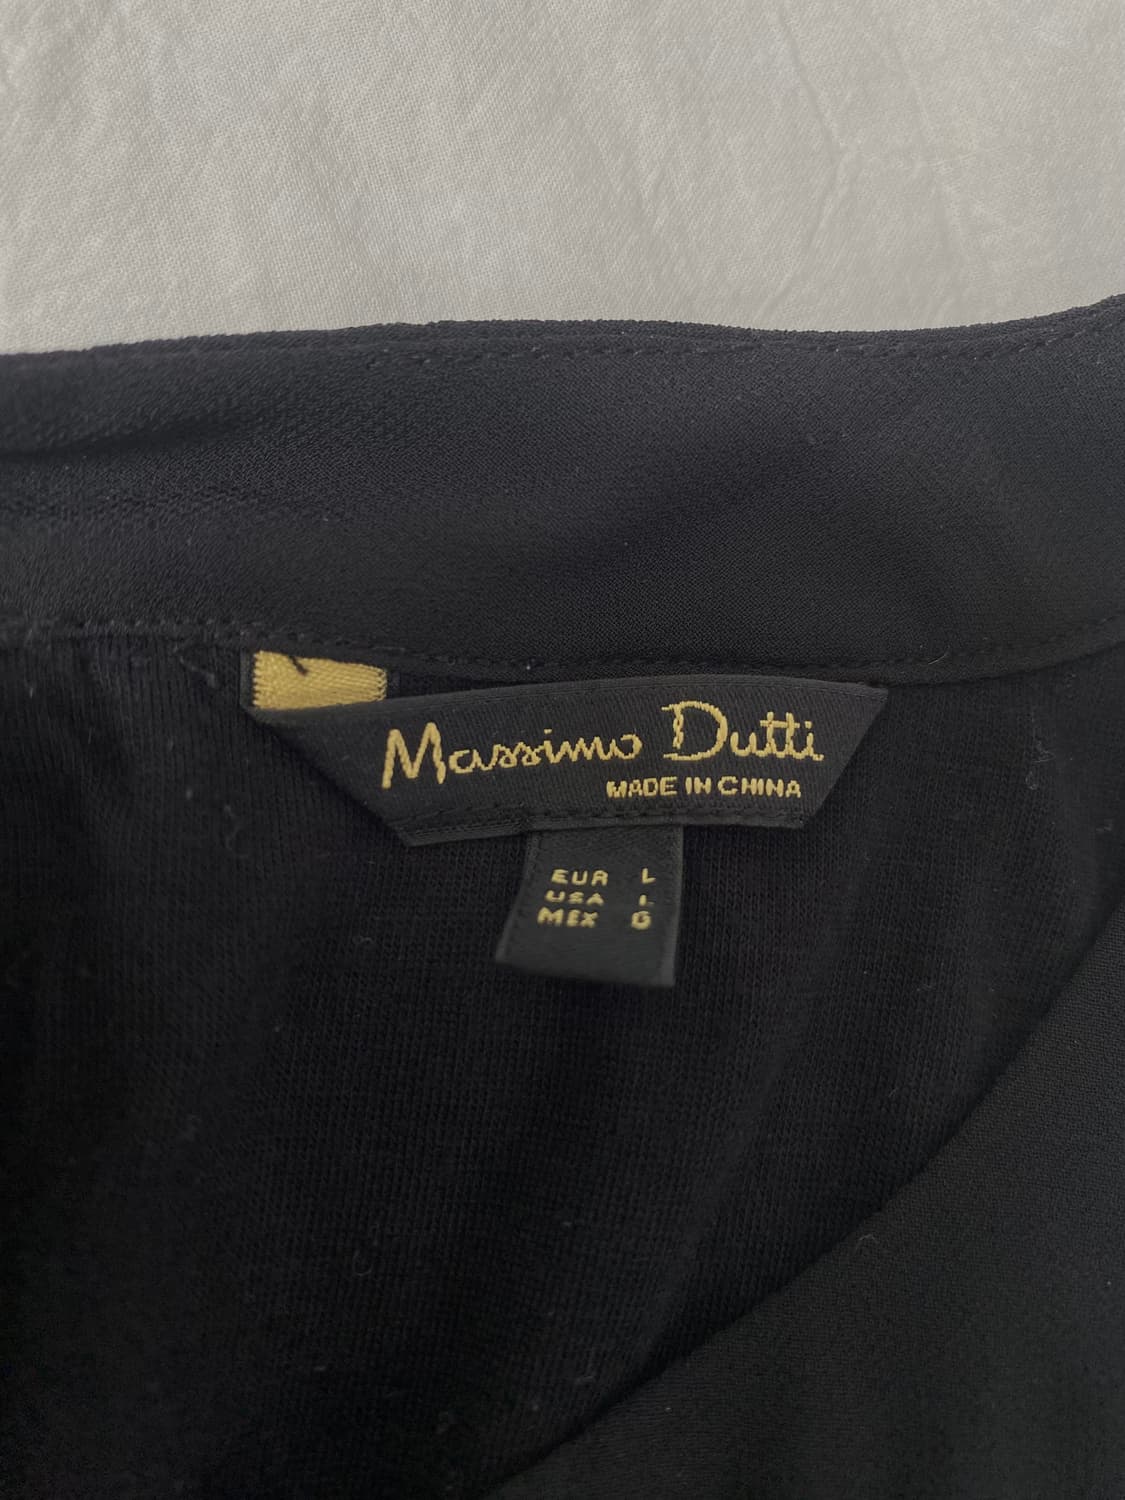 Massimo Dutti
MADE IN CHINA
EUR L
USA L
MEX G